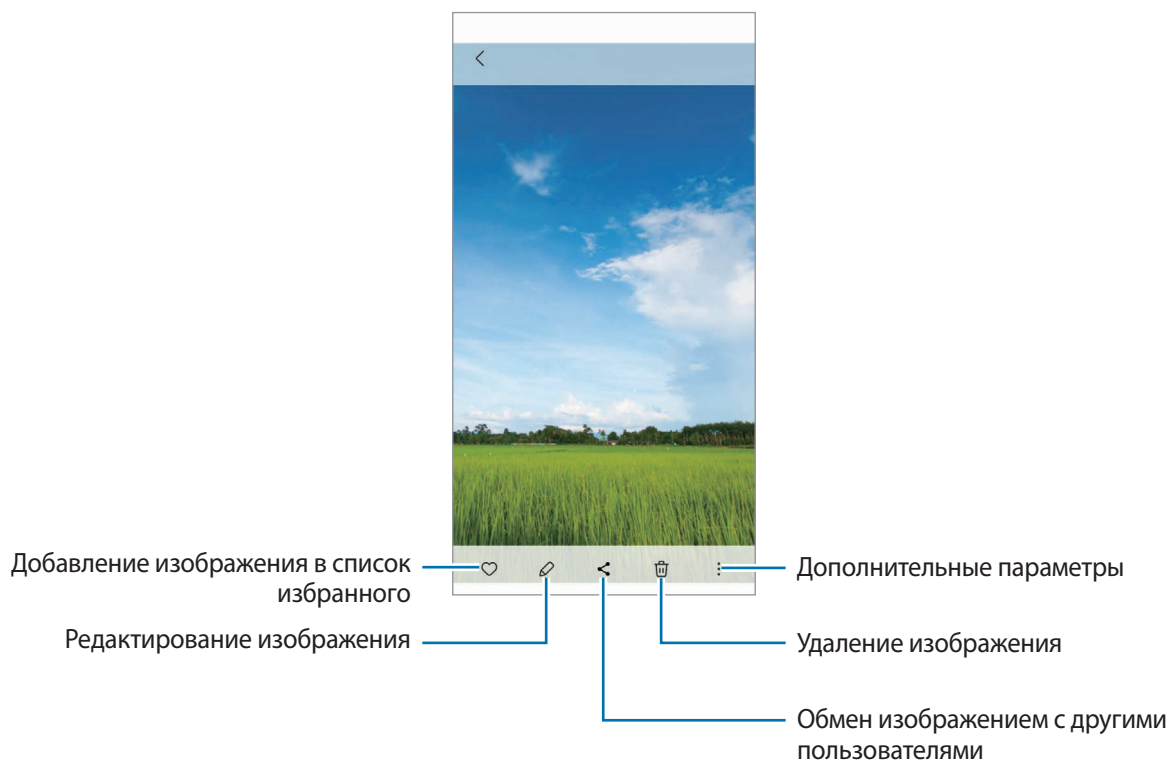 Добавление изображения в список
избранного
Редактирование изображения
Дополнительные параметры
Удаление изображения
Обмен изображением с другими
пользователями